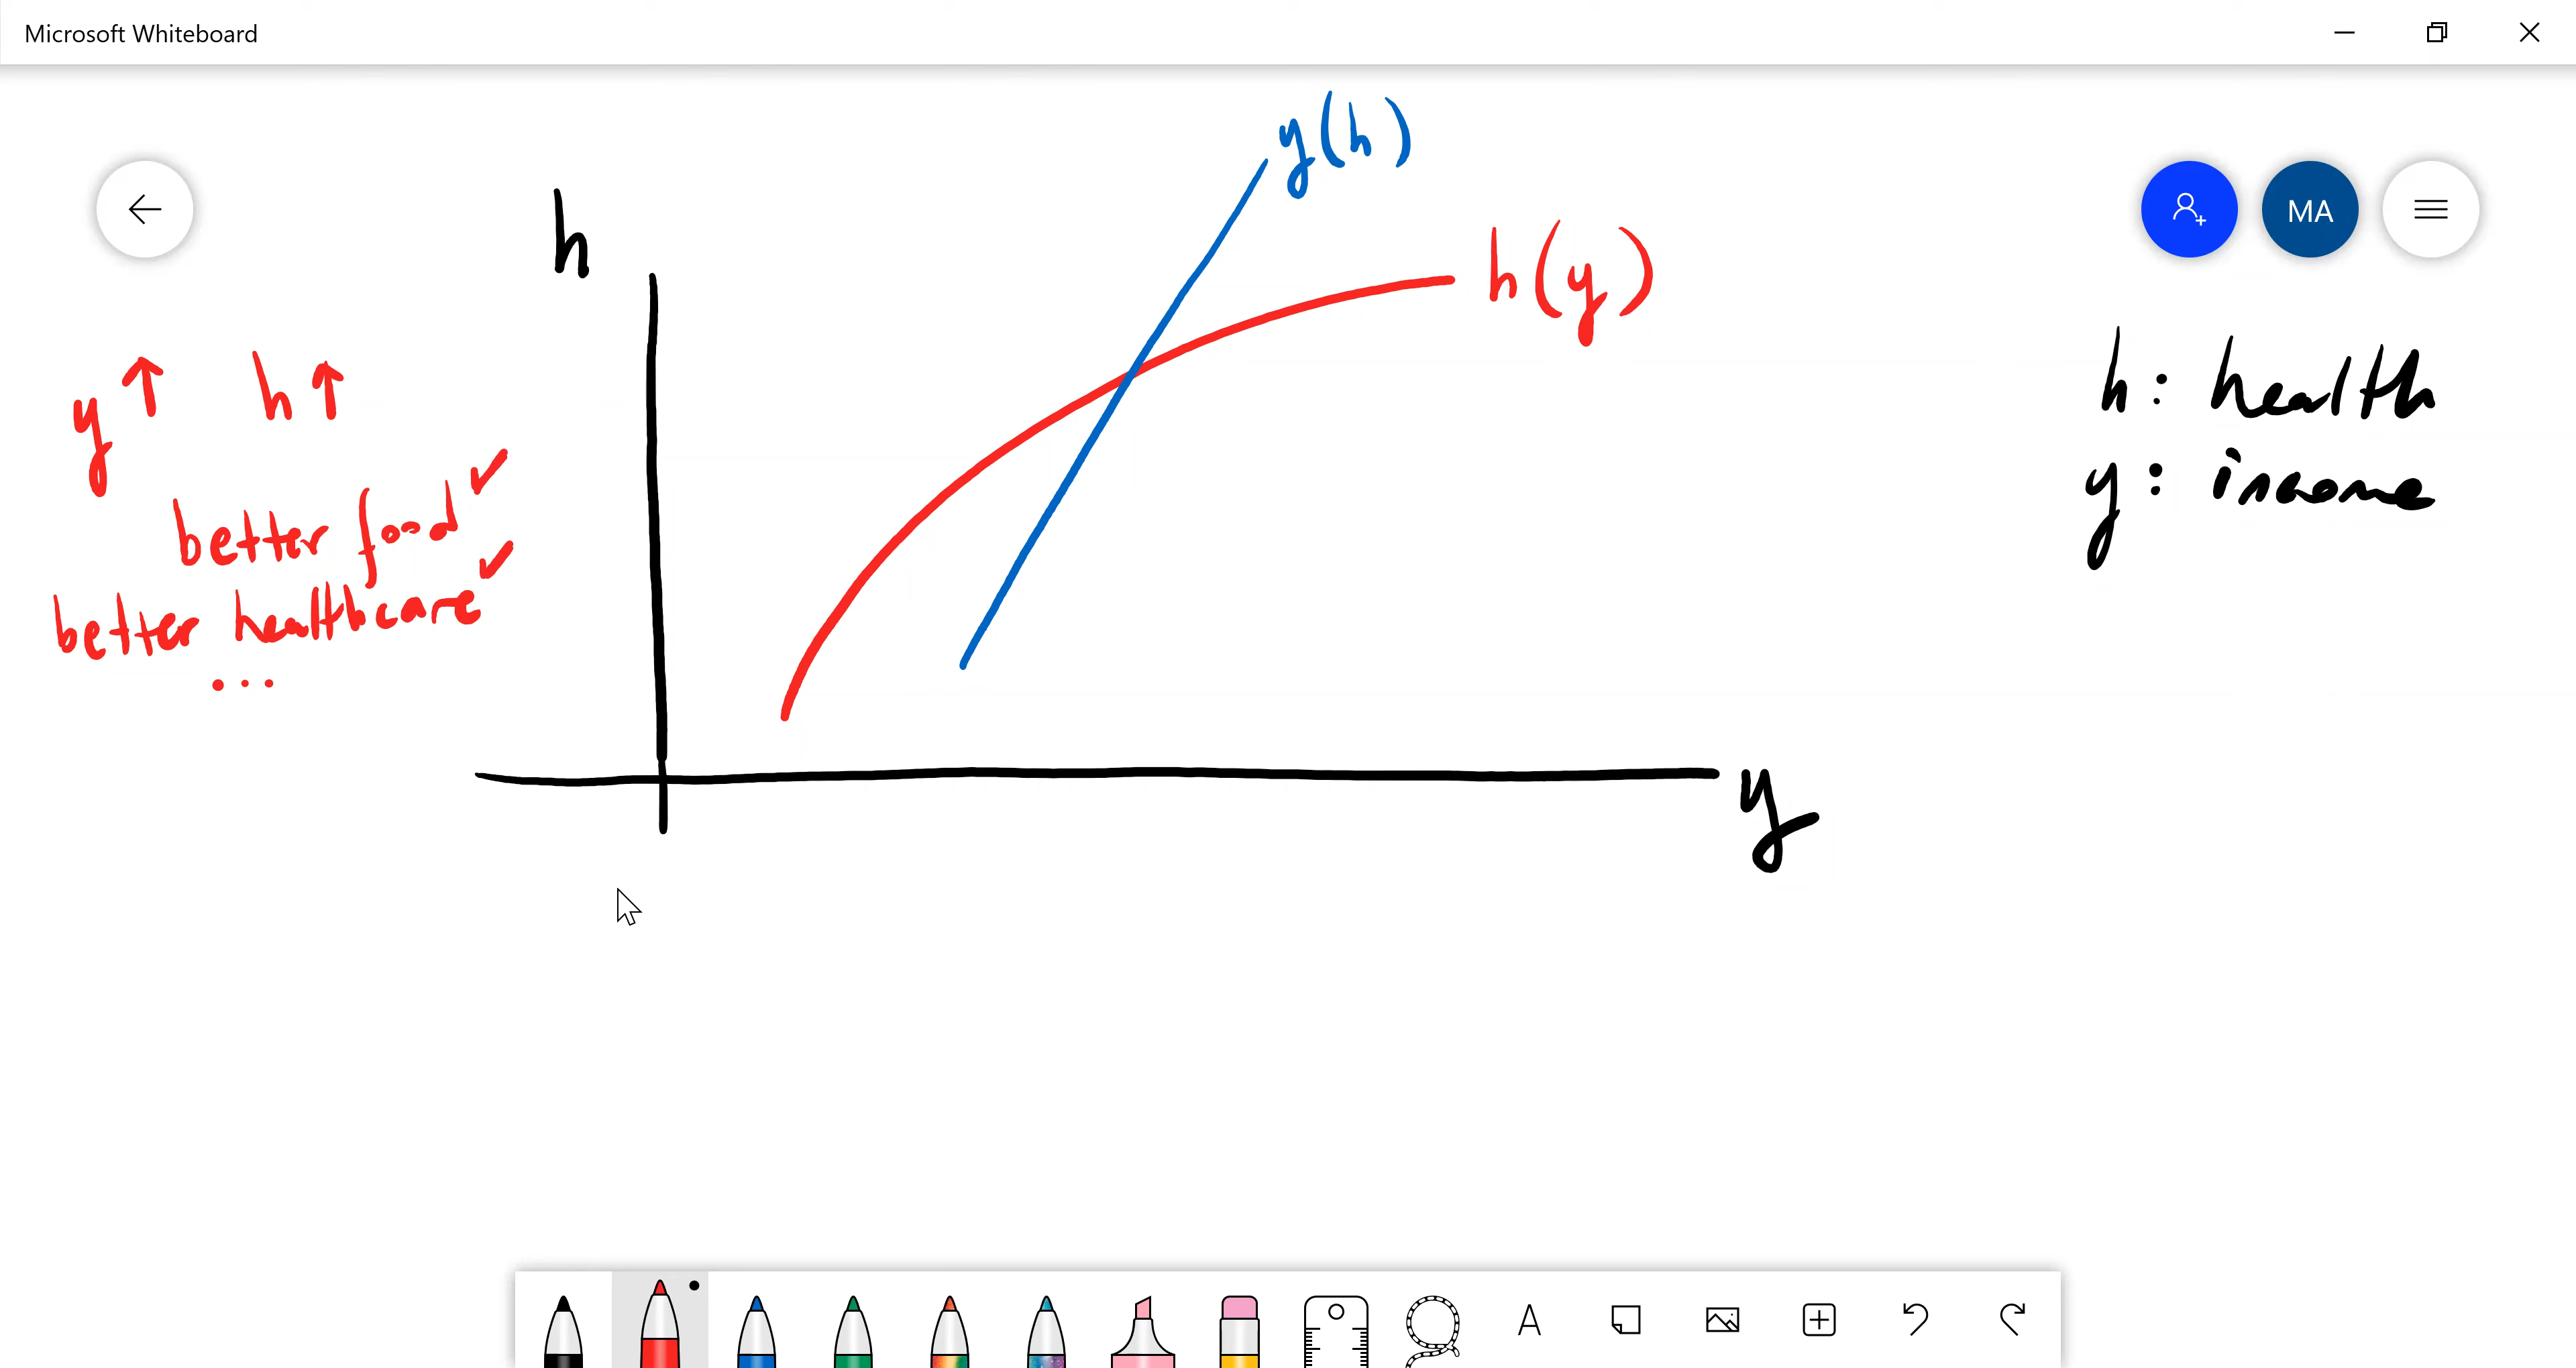 Microsoft Whiteboard
y(h)
h
h(y)
MA
y↑ h↑
better food ✓
better healthcare ✓
...
h: health
y: income
y
A